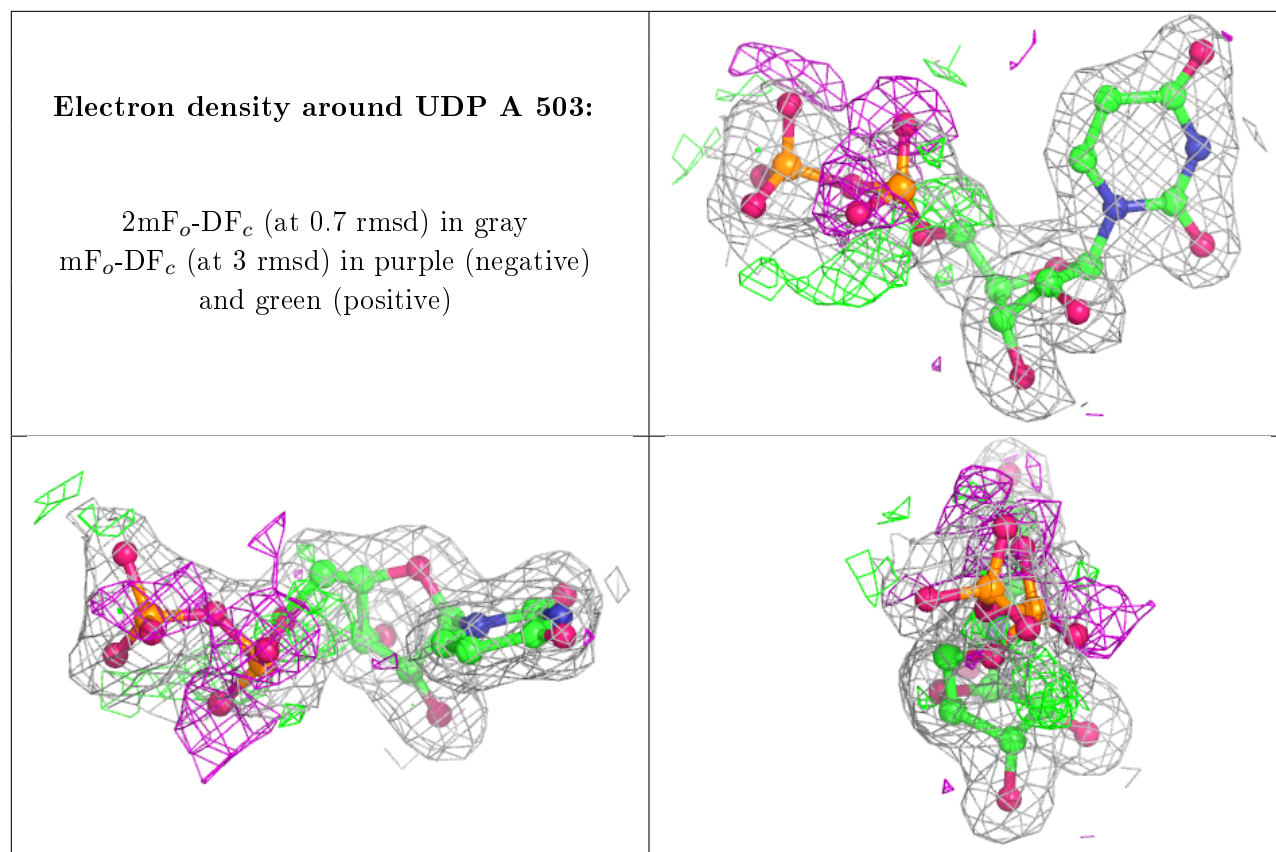 Electron density around UDP A 503:
2mFo-DFc (at 0.7 rmsd) in gray
mFo-DFc (at 3 rmsd) in purple (negative)
and green (positive)